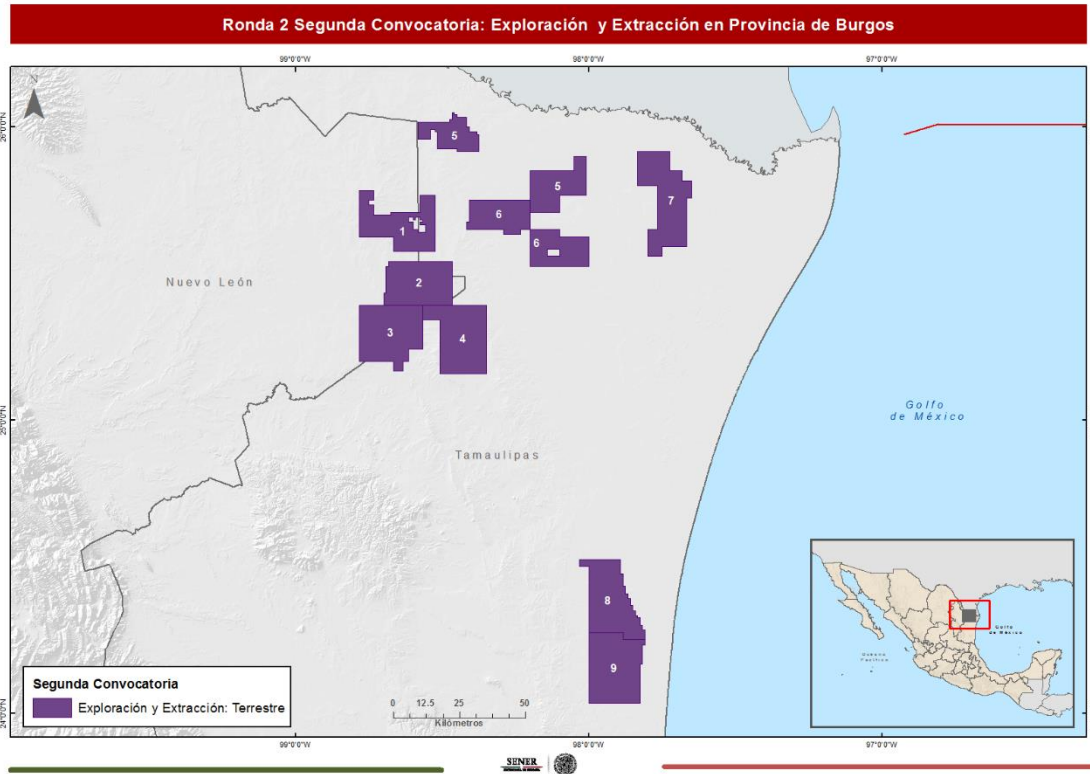 Ronda 2 Segunda Convocatoria: Exploración y Extracción en Provincia de Burgos
99°0'0"W 98°0'0"W 97°0'0"W
N
26°0'0"N
5
5
7
6
1
6
Nuevo León
2
3
4
25°0'0"N
Golfo
de México
Tamaulipas
8
9
24°0'0"N
Golfo
de México
Océano
Pacífico
Segunda Convocatoria
Exploración y Extracción: Terrestre
0 12.5 25 50
Kilómetros
99°0'0"W 98°0'0"W 97°0'0"W
SENER